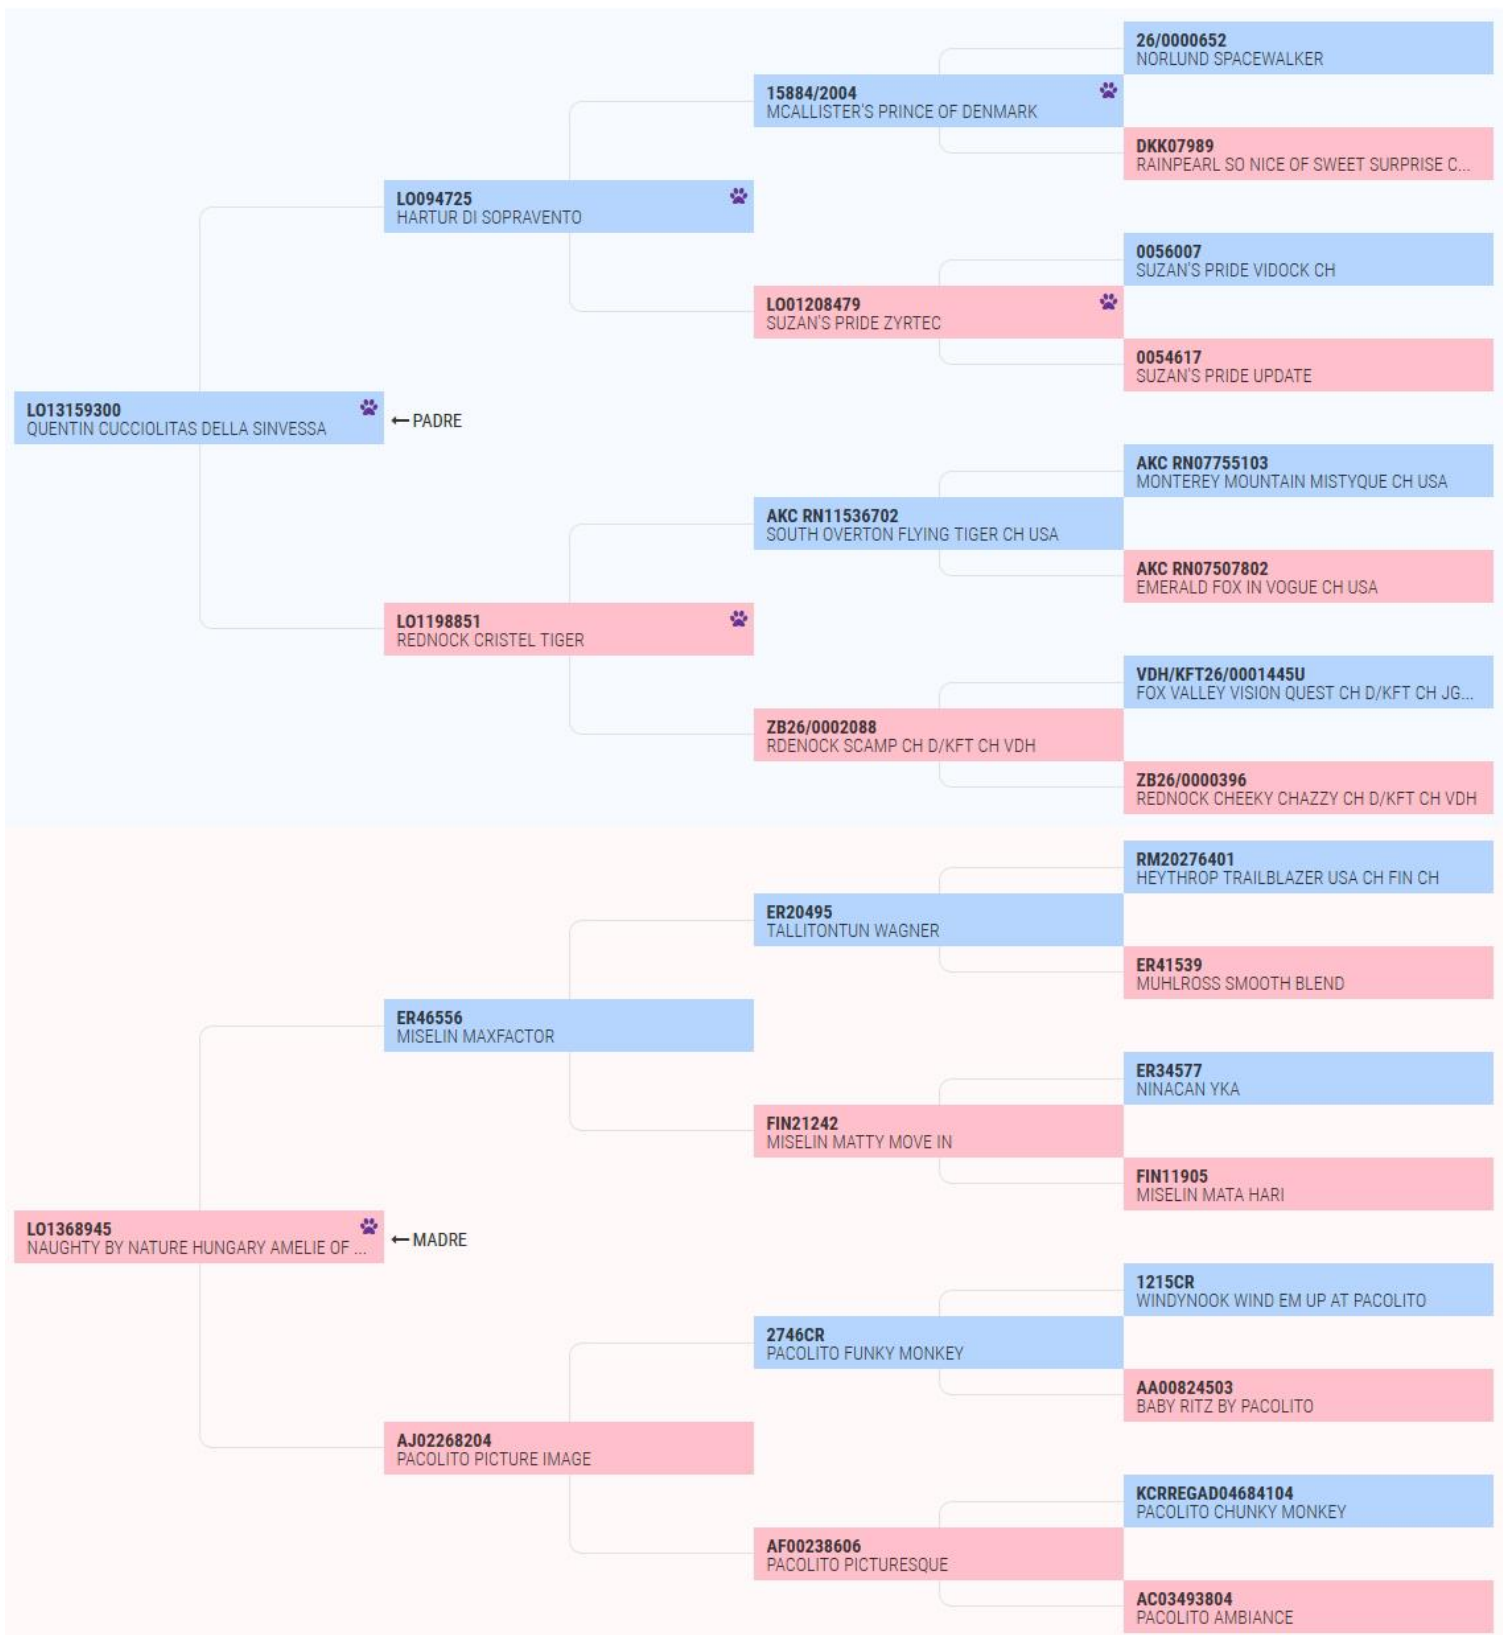 26/0000652
NORLUND SPACEWALKER
15884/2004
MCALLISTER'S PRINCE OF DENMARK
DKK07989
RAINPEARL SO NICE OF SWEET SURPRISE C...
LO094725
HARTUR DI SOPRAVENTO
0056007
SUZAN'S PRIDE VIDOCK CH
LO01208479
SUZAN'S PRIDE ZYRTEC
0054617
SUZAN'S PRIDE UPDATE
LO13159300
QUENTIN CUCCIOLITAS DELLA SINVESSA
← PADRE
AKC RN07755103
MONTEREY MOUNTAIN MISTYQUE CH USA
AKC RN11536702
SOUTH OVERTON FLYING TIGER CH USA
AKC RN07507802
EMERALD FOX IN VOGUE CH USA
LO1198851
REDNOCK CRISTEL TIGER
VDH/KFT26/0001445U
FOX VALLEY VISION QUEST CH D/KFT CH JG...
ZB26/0002088
RDENOCK SCAMP CH D/KFT CH VDH
ZB26/0000396
REDNOCK CHEEKY CHAZZY CH D/KFT CH VDH
RM20276401
HEYTHROP TRAILBLAZER USA CH FIN CH
ER20495
TALLITONTUN WAGNER
ER41539
MUHLROSS SMOOTH BLEND
ER46556
MISELIN MAXFACTOR
ER34577
NINACAN YKA
FIN21242
MISELIN MATTY MOVE IN
FIN11905
MISELIN MATA HARI
LO1368945
NAUGHTY BY NATURE HUNGARY AMELIE OF ...
← MADRE
1215CR
WINDYNOOK WIND EM UP AT PACOLITO
2746CR
PACOLITO FUNKY MONKEY
AA00824503
BABY RITZ BY PACOLITO
AJ02268204
PACOLITO PICTURE IMAGE
KCRREGAD04684104
PACOLITO CHUNKY MONKEY
AF00238606
PACOLITO PICTURESQUE
AC03493804
PACOLITO AMBIANCE